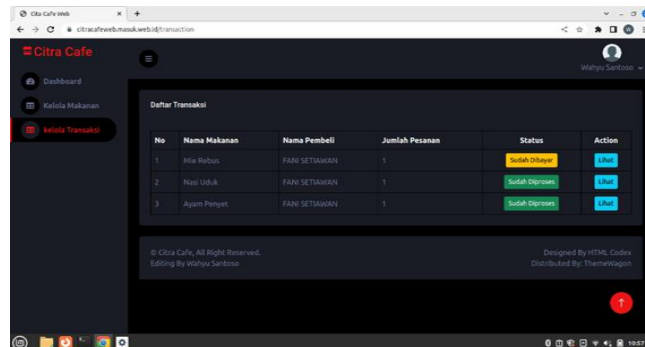 Citra Cafe Web
citracafeweb.masuk.web.id/transaction
Citra Cafe
Wahyu Santoso
Dashboard
Kelola Makanan
kelola Transaksi
Daftar Transaksi
No Nama Makanan Nama Pembeli Jumlah Pesanan Status Action
1 Mie Rebus FANI SETIAWAN 1 Sudah Dibayar Lihat
2 Nasi Uduk FANI SETIAWAN 1 Sudah Diproses Lihat
3 Ayam Penyet FANI SETIAWAN 1 Sudah Diproses Lihat
© Citra Cafe, All Right Reserved. Designed By HTML Codex
Editing By Wahyu Santoso Distributed By: ThemeWagon
10:57